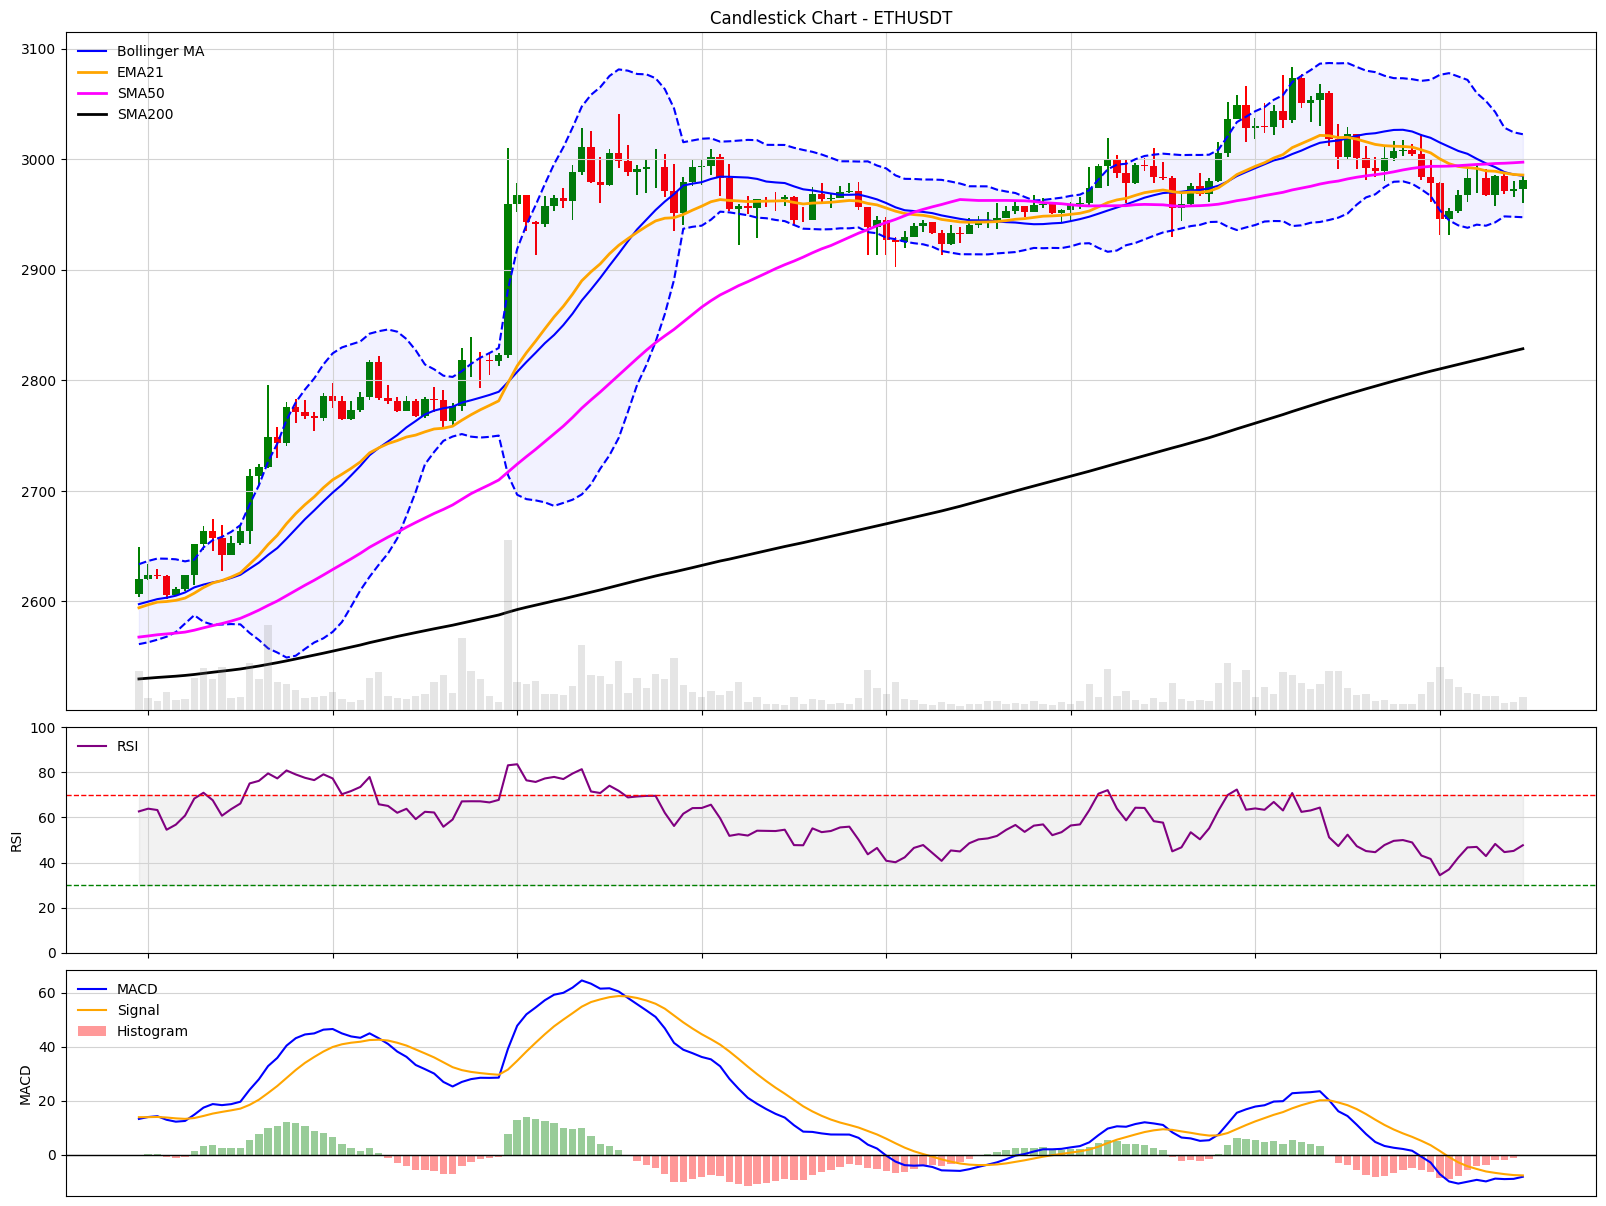 Candlestick Chart - ETHUSDT
Bollinger MA
EMA21
SMA50
SMA200
3100
3000
2900
2800
2700
2600
RSI
100
80
60
40
20
0
RSI
MACD
Signal
Histogram
60
40
20
0
MACD